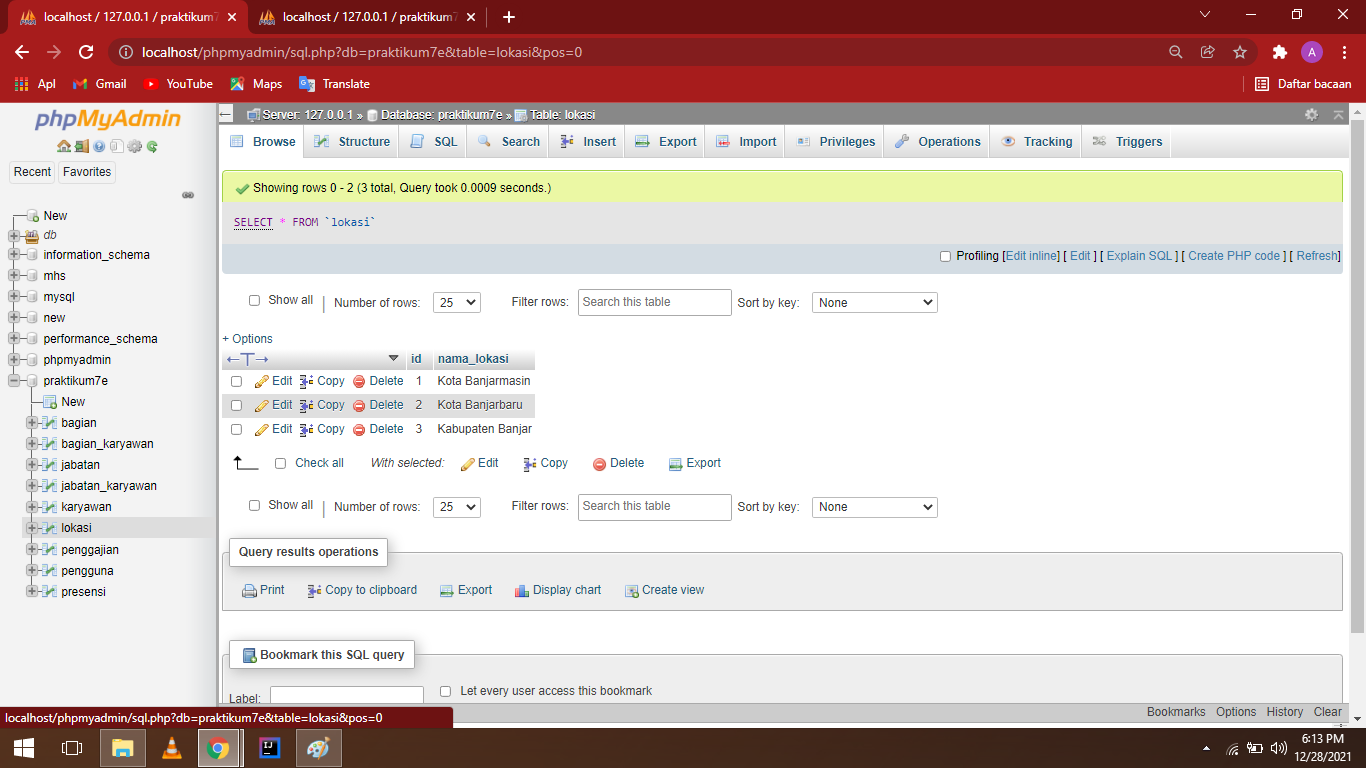 localhost / 127.0.0.1 / praktikum7
localhost / 127.0.0.1 / praktikum7
localhost/phpmyadmin/sql.php?db=praktikum7e&table=lokasi&pos=0
A
Apl Gmail YouTube Maps Translate Daftar bacaan
phpMyAdmin
Recent Favorites
New
db
information_schema
mhs
mysql
new
performance_schema
phpmyadmin
praktikum7e
New
bagian
bagian_karyawan
jabatan
jabatan_karyawan
karyawan
lokasi
penggajian
pengguna
presensi
Server: 127.0.0.1 » Database: praktikum7e » Table: lokasi
Browse Structure SQL Search Insert Export Import Privileges Operations Tracking Triggers
Showing rows 0 - 2 (3 total, Query took 0.0009 seconds.)
SELECT * FROM `lokasi`
Profiling [Edit inline] [ Edit ] [ Explain SQL ] [ Create PHP code ] [ Refresh]
Show all | Number of rows: 25 Filter rows: Search this table Sort by key: None
+ Options
←T→ id nama_lokasi
Edit Copy Delete 1 Kota Banjarmasin
Edit Copy Delete 2 Kota Banjarbaru
Edit Copy Delete 3 Kabupaten Banjar
Check all With selected: Edit Copy Delete Export
Show all | Number of rows: 25 Filter rows: Search this table Sort by key: None
Query results operations
Print Copy to clipboard Export Display chart Create view
Bookmark this SQL query
Label: Let every user access this bookmark
Bookmarks Options History Clear
localhost/phpmyadmin/sql.php?db=praktikum7e&table=lokasi&pos=0
IJ
6:13 PM
12/28/2021